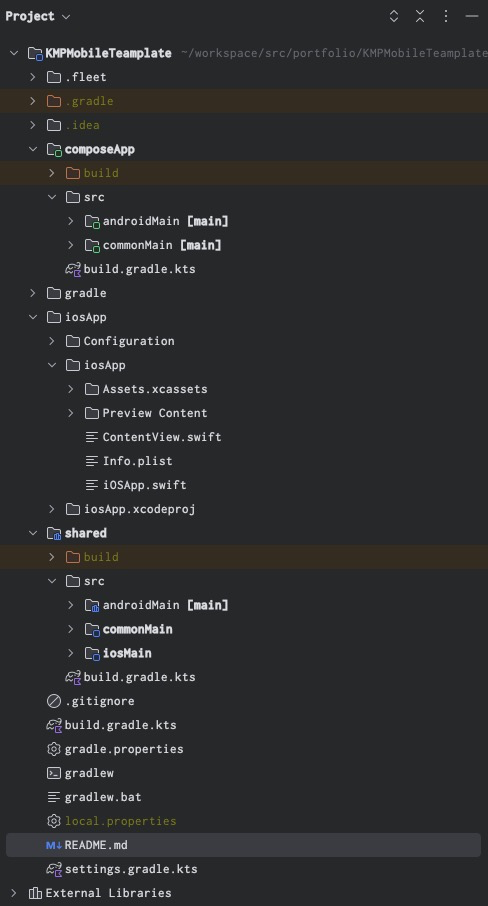 Project
KMPMobileTeamplate ~/workspace/src/portfolio/KMPMobileTeamplate
.fleet
.gradle
.idea
composeApp
build
src
androidMain [main]
commonMain [main]
build.gradle.kts
gradle
iosApp
Configuration
iosApp
Assets.xcassets
Preview Content
ContentView.swift
Info.plist
iOSApp.swift
iosApp.xcodeproj
shared
build
src
androidMain [main]
commonMain
iosMain
build.gradle.kts
.gitignore
build.gradle.kts
gradle.properties
gradlew
gradlew.bat
local.properties
M↓ README.md
settings.gradle.kts
External Libraries